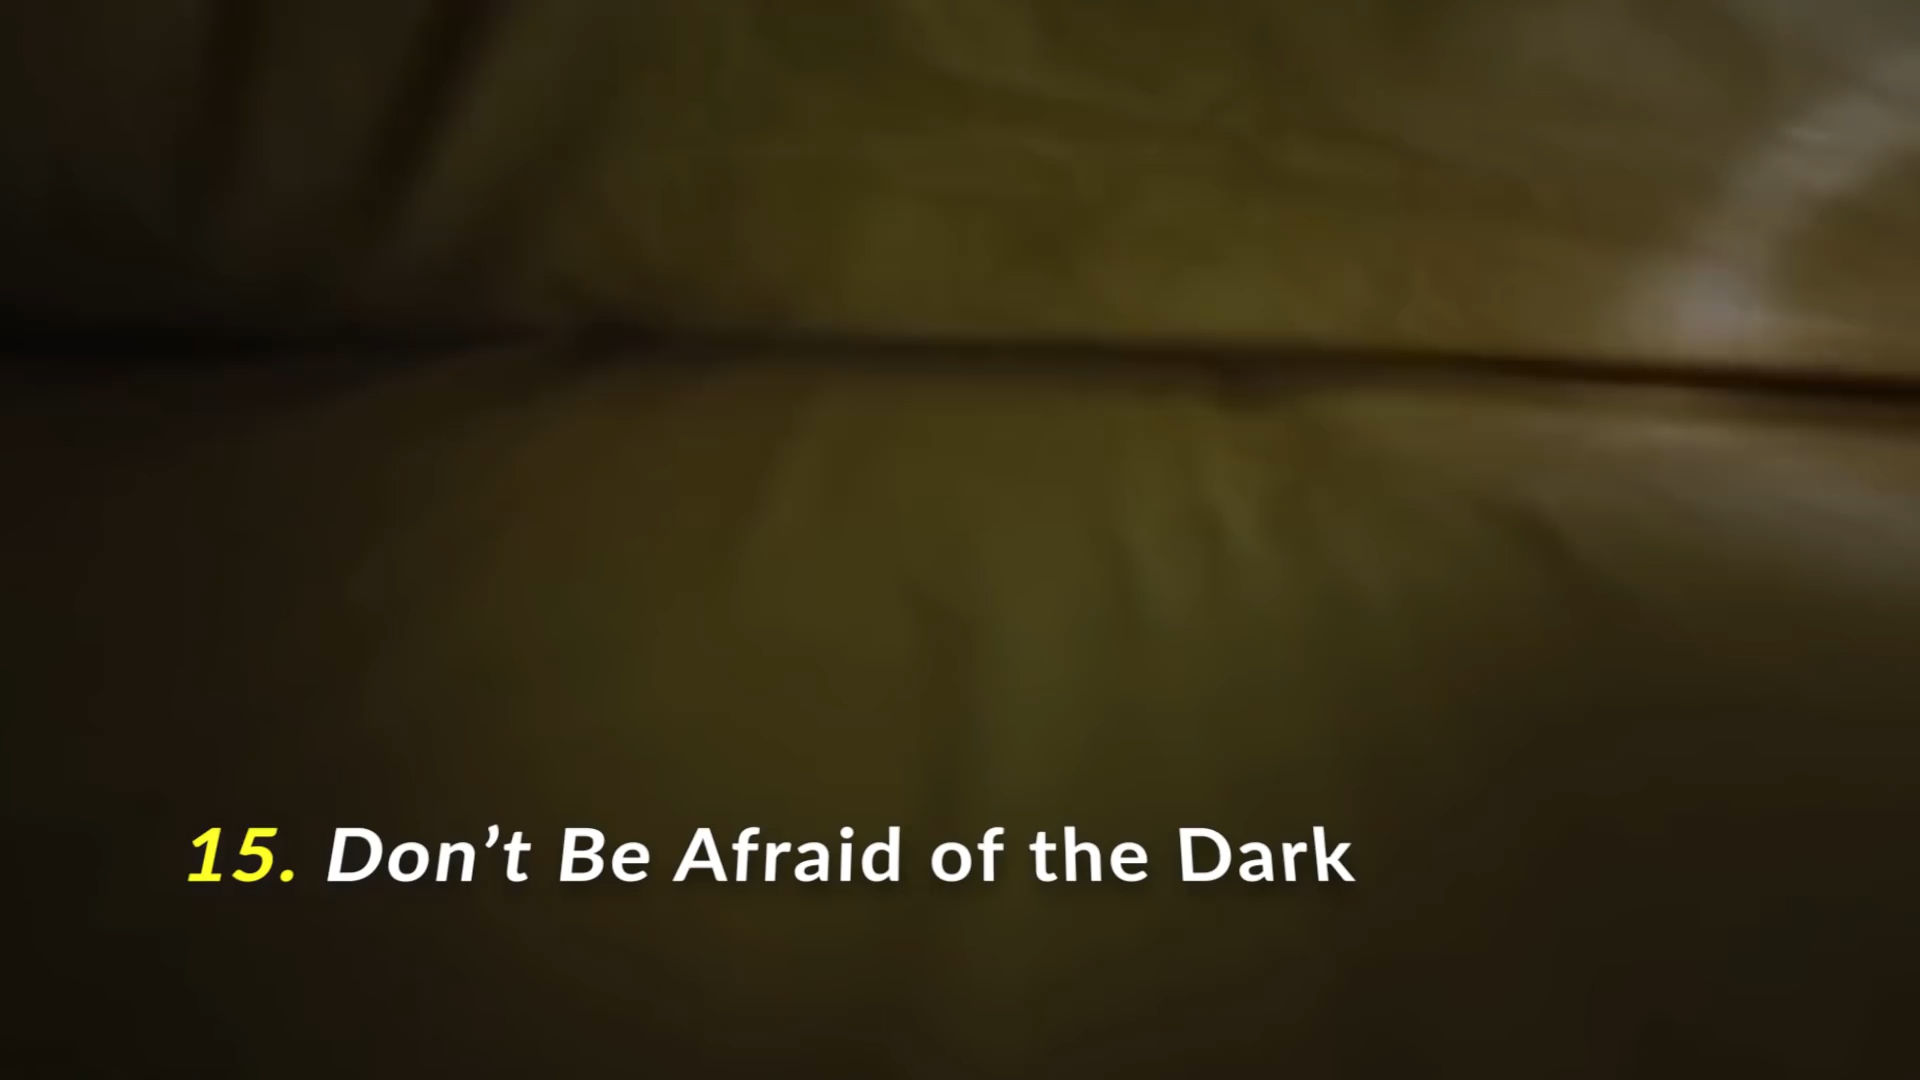 15. Don’t Be Afraid of the Dark